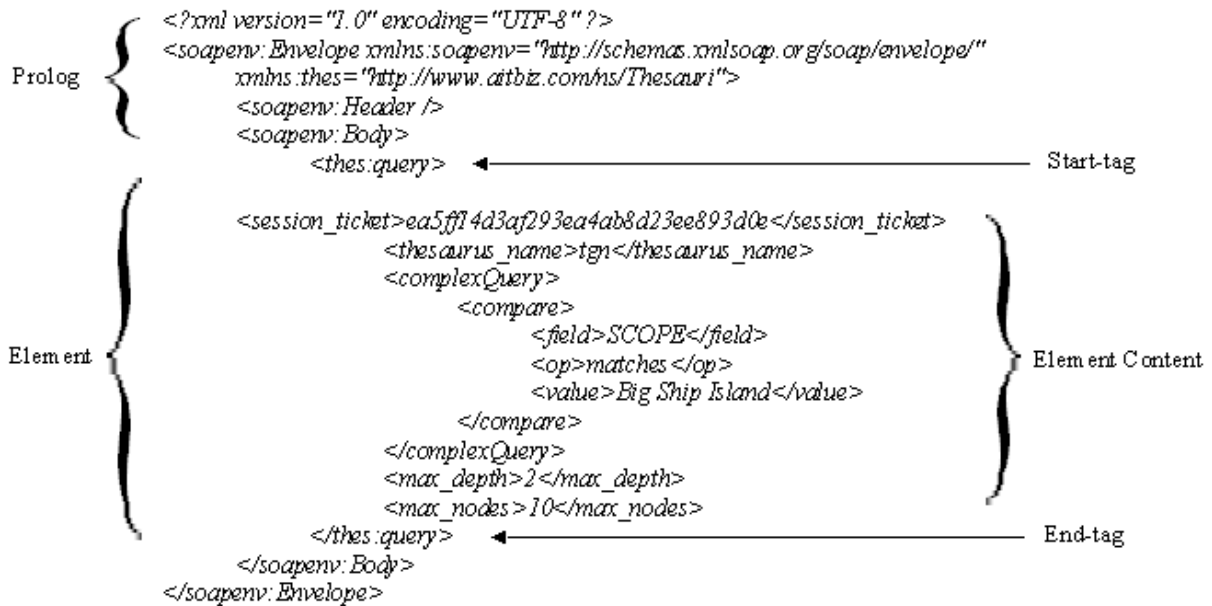 <?xml version="1.0" encoding="UTF-8" ?>
<soapenv:Envelope xmlns:soapenv="http://schemas.xmlsoap.org/soap/envelope/"
Prolog
xmlns:thes="http://www.aitbiz.com/ns/Thesauri">
<soapenv:Header />
<soapenv:Body>
<thes:query>
Start-tag
<session_ticket>ea5ff14d3af293ea4ab8d23ee893d0e</session_ticket>
<thesaurus_name>tgn</thesaurus_name>
<complexQuery>
<compare>
<field>SCOPE</field>
Element
<op>matches</op>
Element Content
<value>Big Ship Island</value>
</compare>
</complexQuery>
<max_depth>2</max_depth>
<max_nodes>10</max_nodes>
</thes:query>
End-tag
</soapenv:Body>
</soapenv:Envelope>